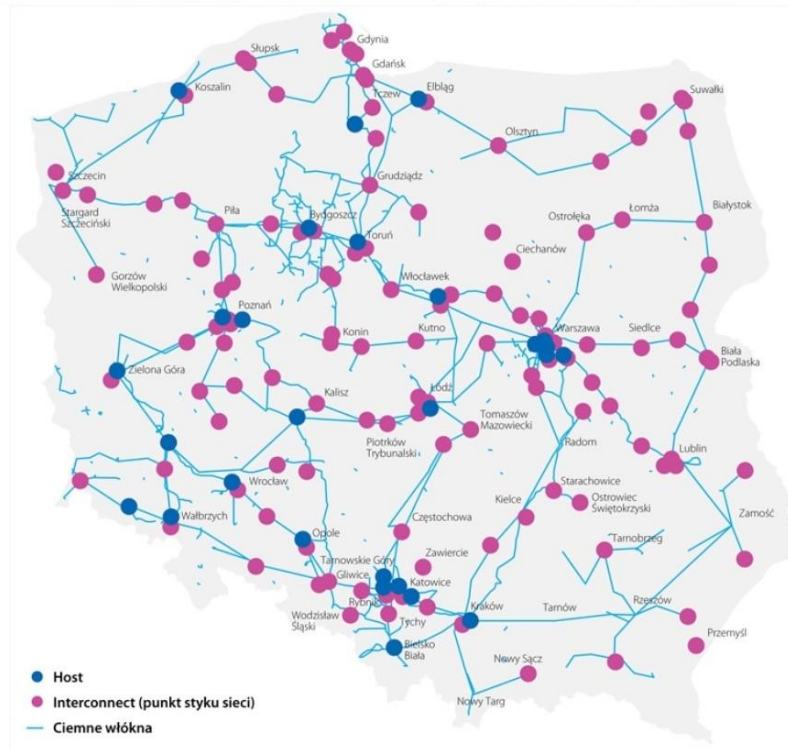 Gdynia
Słupsk
Gdańsk
Koszalin
Tczew
Elbląg
Suwałki
Olsztyn
Szczecin
Grudziądz
Stargard
Szczeciński
Piła
Bydgoszcz
Toruń
Ostrołęka
Łomża
Białystok
Ciechanów
Gorzów
Wielkopolski
Włocławek
Poznań
Konin
Kutno
Warszawa
Siedlce
Biała
Podlaska
Zielona Góra
Kalisz
Łódź
Piotrków
Trybunalski
Tomaszów
Mazowiecki
Radom
Lublin
Wrocław
Starachowice
Ostrowiec
Świętokrzyski
Kielce
Zamość
Wałbrzych
Opole
Częstochowa
Tarnobrzeg
Tarnowskie Góry
Zawiercie
Gliwice
Katowice
Rybnik
Wodzisław
Śląski
Tychy
Kraków
Tarnów
Rzeszów
Przemyśl
Bielsko
Biała
Nowy Sącz
Nowy Targ
Host
Interconnect (punkt styku sieci)
Ciemne włókna